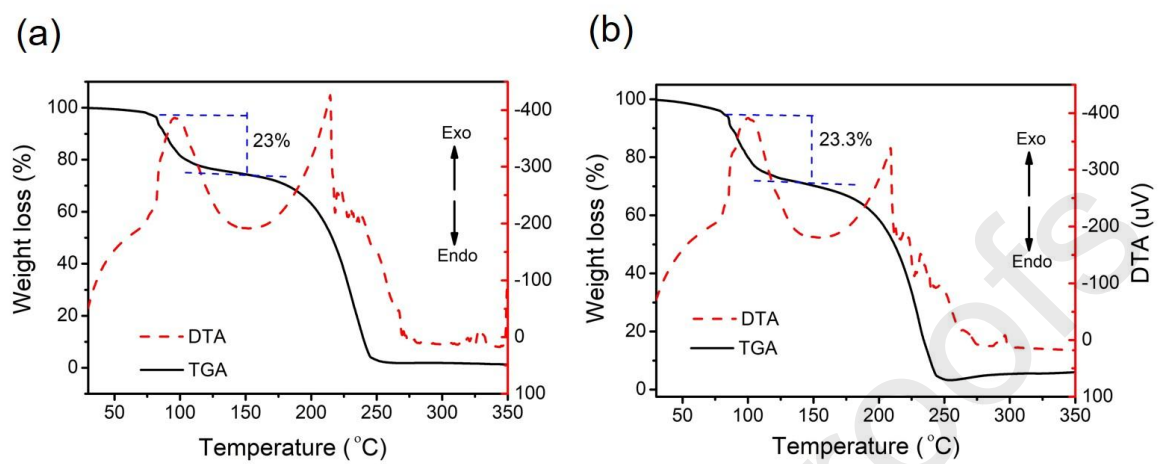 (a)
Weight loss (%)
100
80
60
40
20
0
23%
Exo
Endo
DTA
TGA
-400
-300
-200
-100
0
100
50
100
150
200
250
300
350
Temperature (°C)
(b)
Weight loss (%)
100
80
60
40
20
0
23.3%
Exo
Endo
DTA
TGA
-400
-300
-200
-100
0
100
DTA (uV)
50
100
150
200
250
300
350
Temperature (°C)
roofs